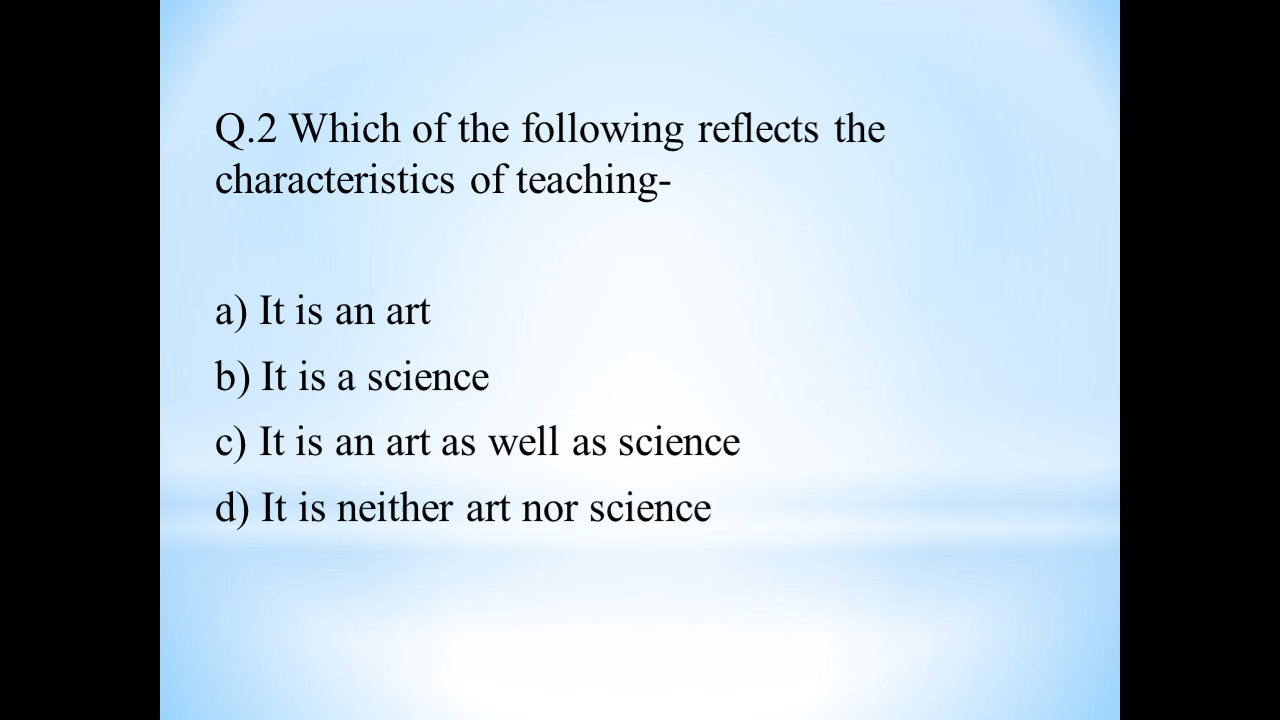 Q.2 Which of the following reflects the
characteristics of teaching-
a) It is an art
b) It is a science
c) It is an art as well as science
d) It is neither art nor science